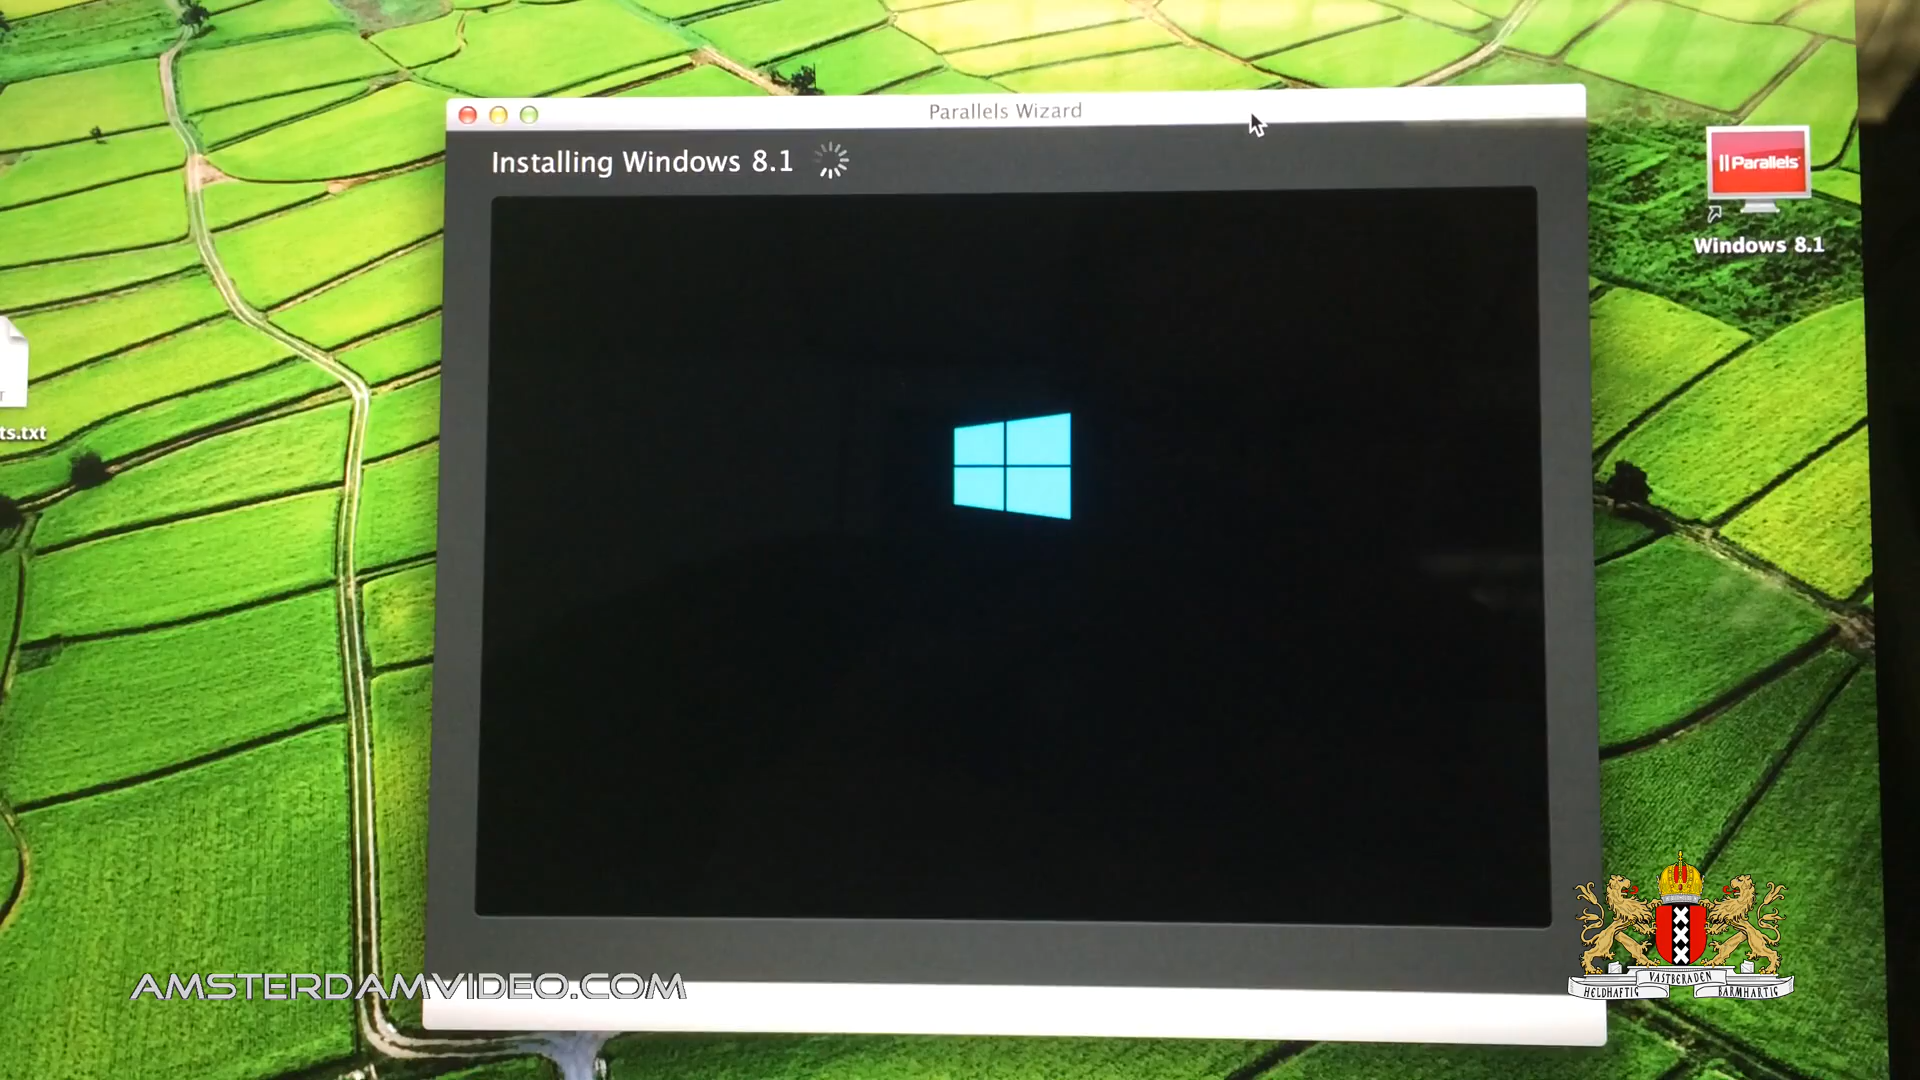 Parallels Wizard
Installing Windows 8.1
|| Parallels
Windows 8.1
ts.txt
AMSTERDAMVIDEO.COM
VASTBERADEN
HELDHAFTIG
BARMHARTIG